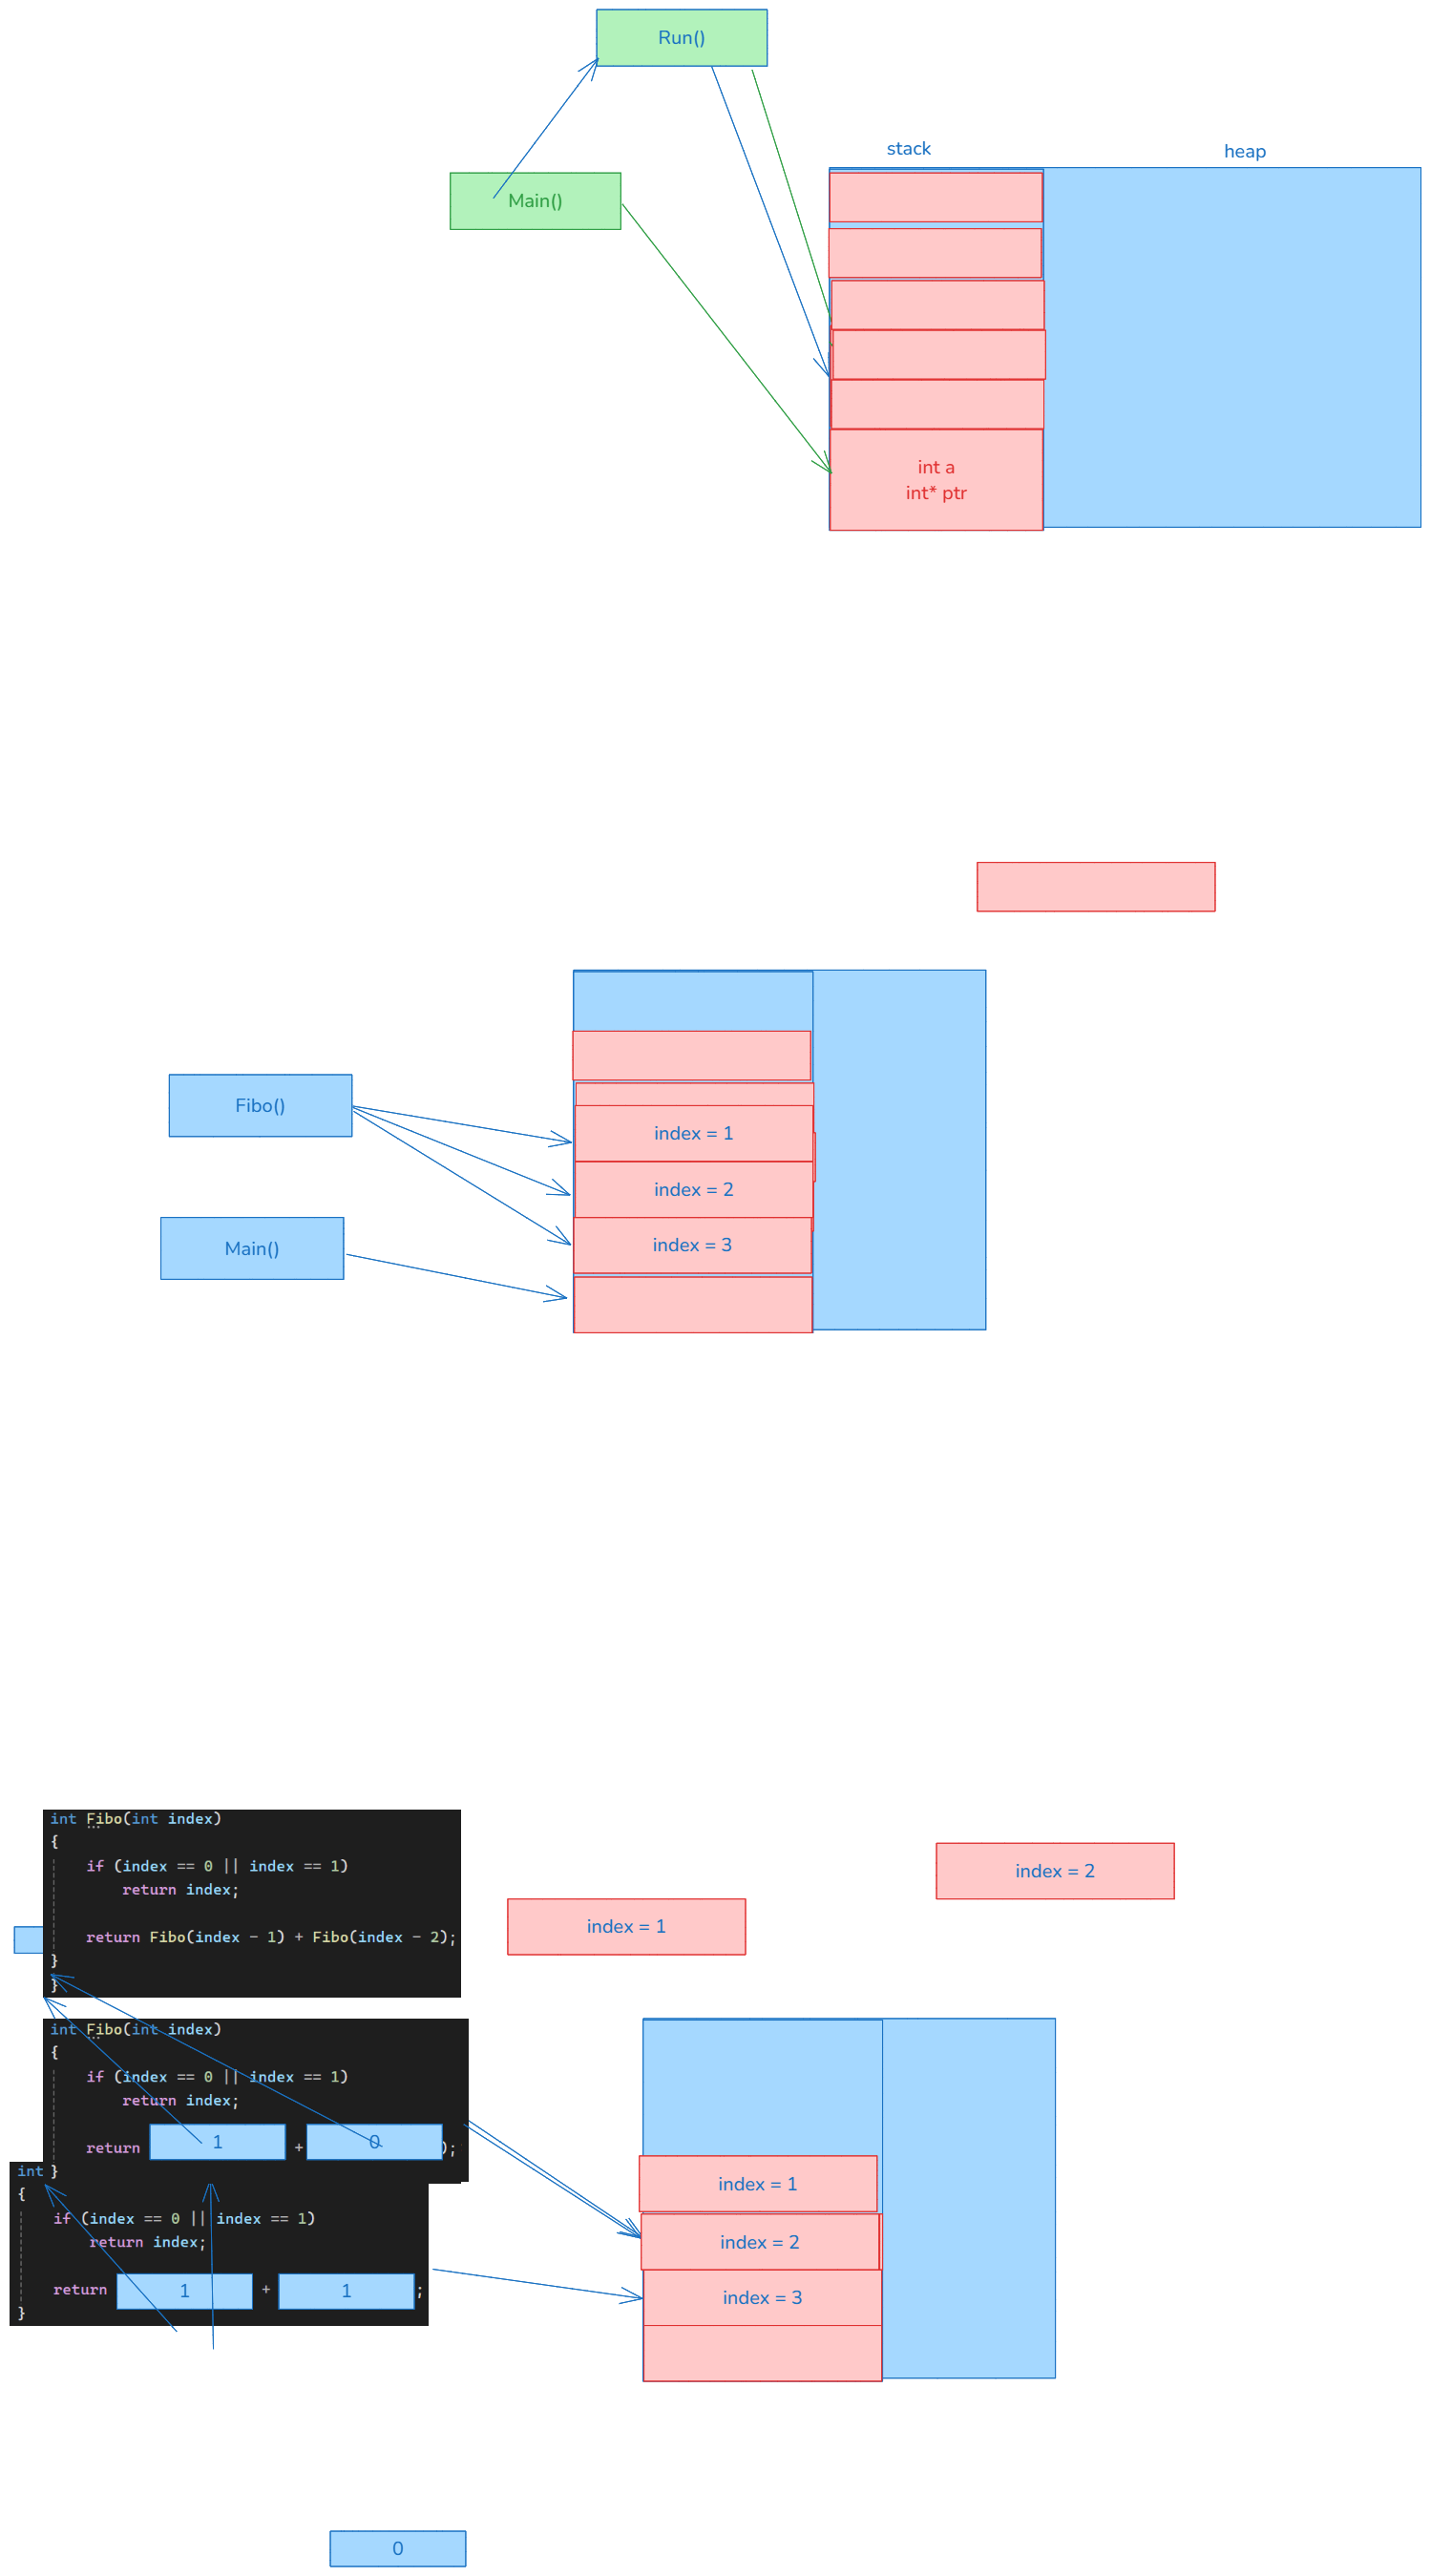 Run()
stack
heap
Main()
int a
int* ptr
Fibo()
index = 1
index = 2
Main()
index = 3
int Fibo(int index)
{
if (index == 0 || index == 1)
return index;
return Fibo(index - 1) + Fibo(index - 2);
}
}
index = 2
index = 1
int Fibo(int index)
{
if (index == 0 || index == 1)
return index;
return 1 + 0 );
}
int
{
if (index == 0 || index == 1)
return index;
return 1 + 1 ;
}
index = 1
index = 2
index = 3
0